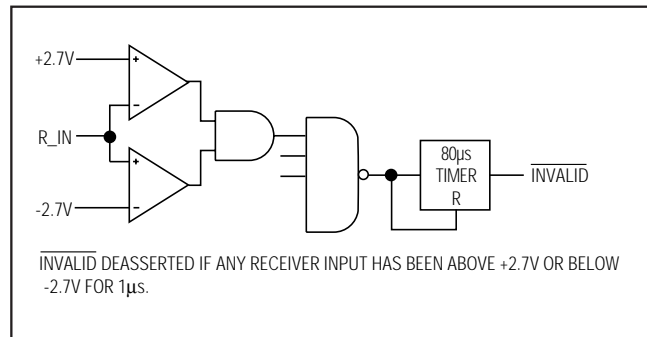 +2.7V
+
-
R_IN
+
-
-2.7V
80µs
TIMER
R
INVALID
INVALID DEASSERTED IF ANY RECEIVER INPUT HAS BEEN ABOVE +2.7V OR BELOW
-2.7V FOR 1µs.